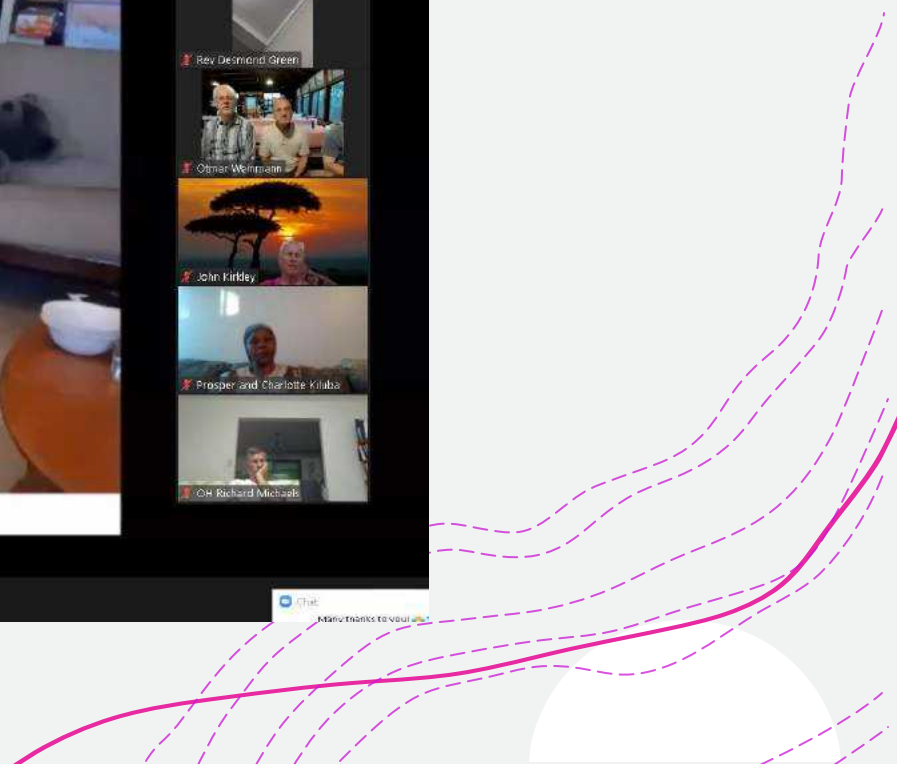 Rev Desmond Green
Otmar Weinmann
John Kirkley
Prosper and Charlotte Kiluba
OH Richard Michaels
Chat
Many thanks to you!